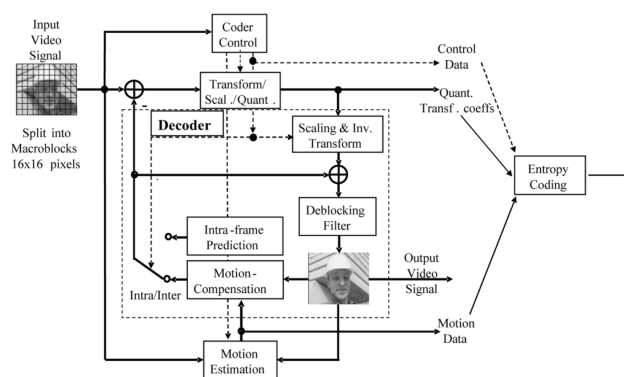 Input
Video
Signal
Split into
Macroblocks
16x16 pixels
Coder
Control
Transform/
Scal ./Quant .
-
Decoder
Scaling & Inv.
Transform
Control
Data
Quant.
Transf . coeffs
Entropy
Coding
Deblocking
Filter
Intra-frame
Prediction
Motion-
Compensation
Intra/Inter
Output
Video
Signal
Motion
Data
Motion
Estimation